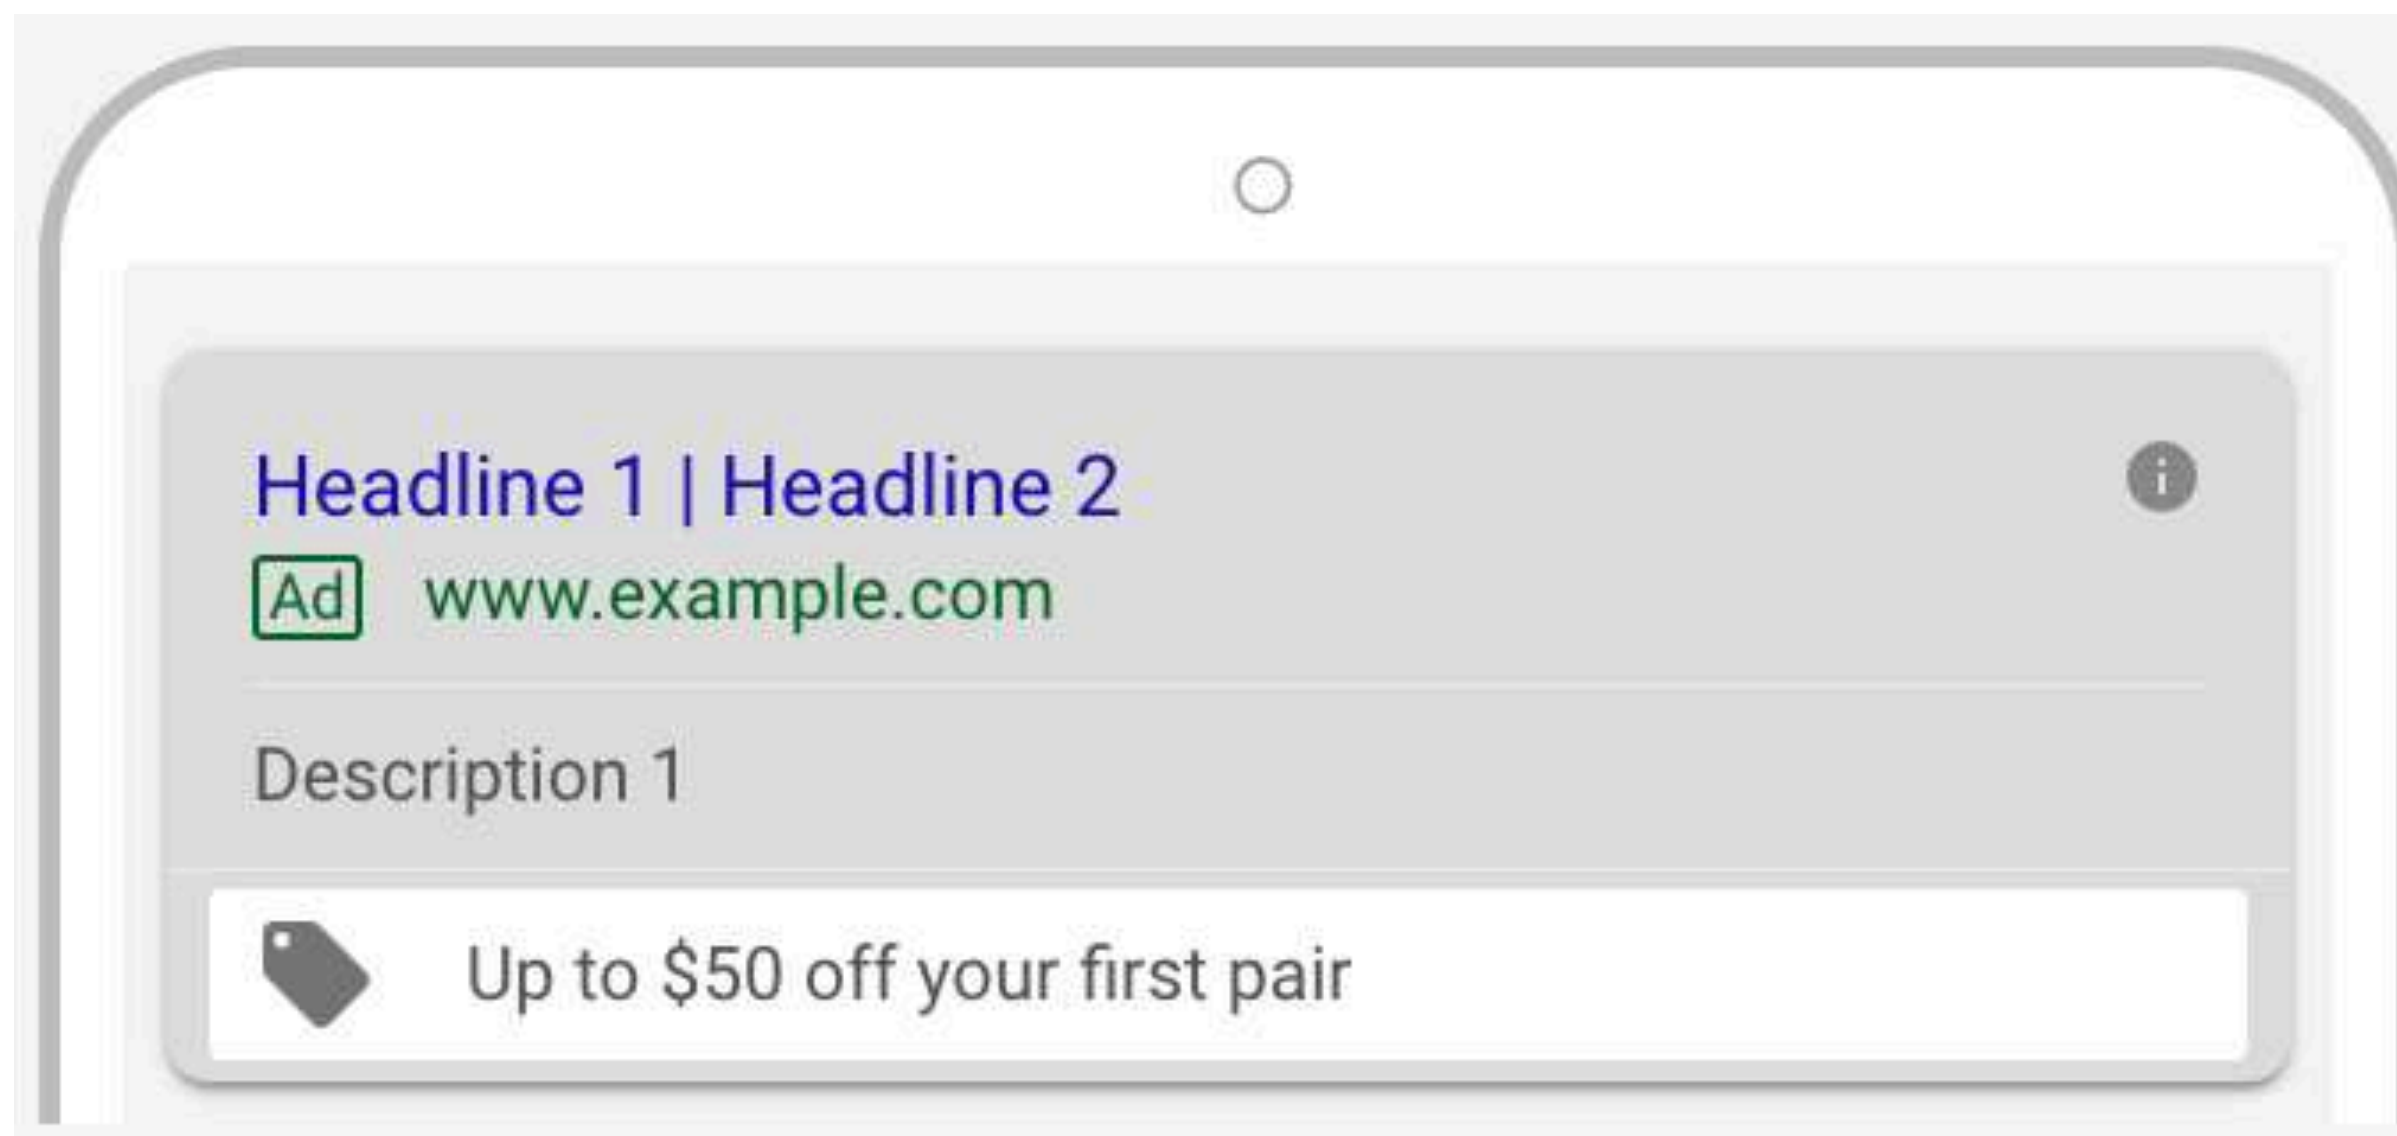 Headline 1 | Headline 2
Ad www.example.com
Description 1
Up to $50 off your first pair